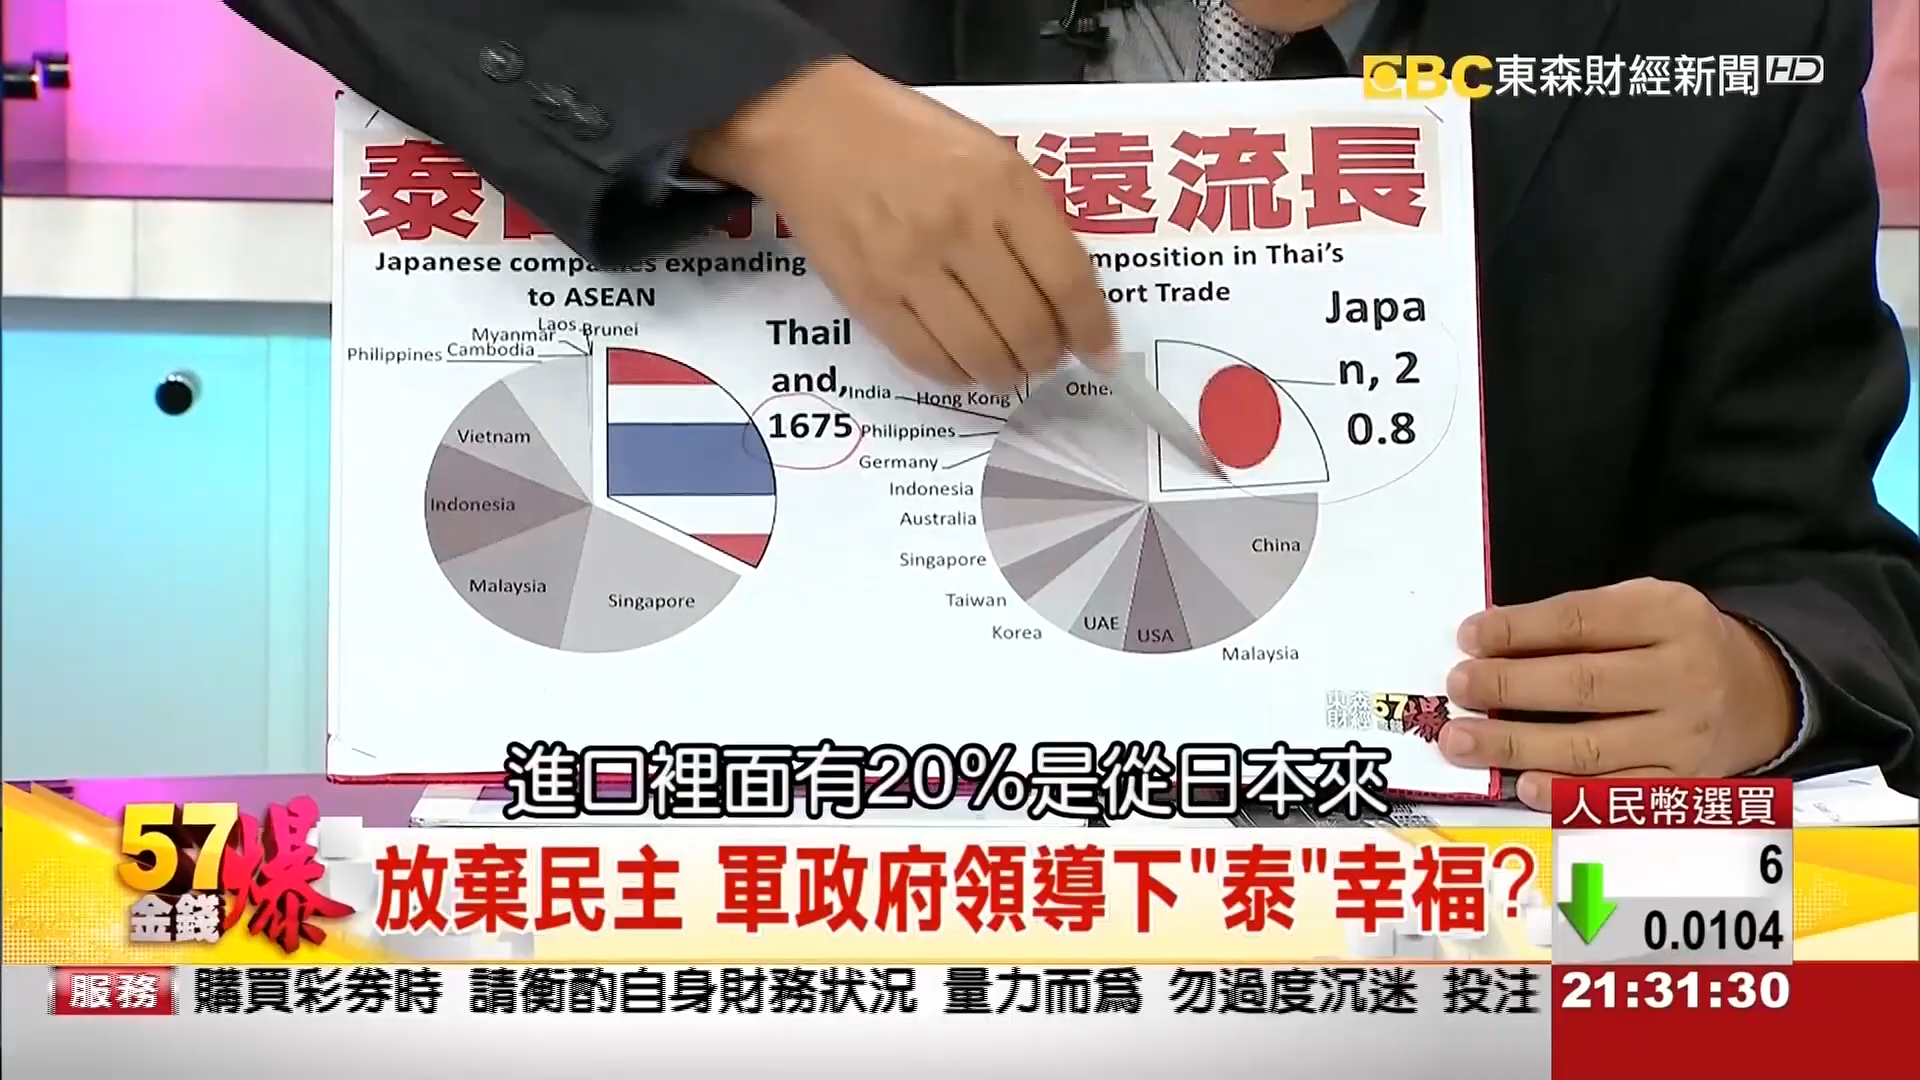 EBC東森財經新聞HD
泰 遠流長
Japanese expanding
to ASEAN
Laos Brunei
Myanmar
Philippines Cambodia
Vietnam
Indonesia
Malaysia
Singapore
Thail
and,
1675
in Thai's
Trade
Japa
n, 2
0.8
India
Hong Kong
Philippines
Germany
Indonesia
Australia
Singapore
Taiwan
Korea
UAE
USA
Malaysia
China
東森
財經
57
爆
進口裡面有20%是從日本來
57
金錢
爆
放棄民主 軍政府領導下"泰"幸福?
人民幣選買
6
0.0104
服務 購買彩券時 請衡酌自身財務狀況 量力而為 勿過度沉迷 投注
21:31:30